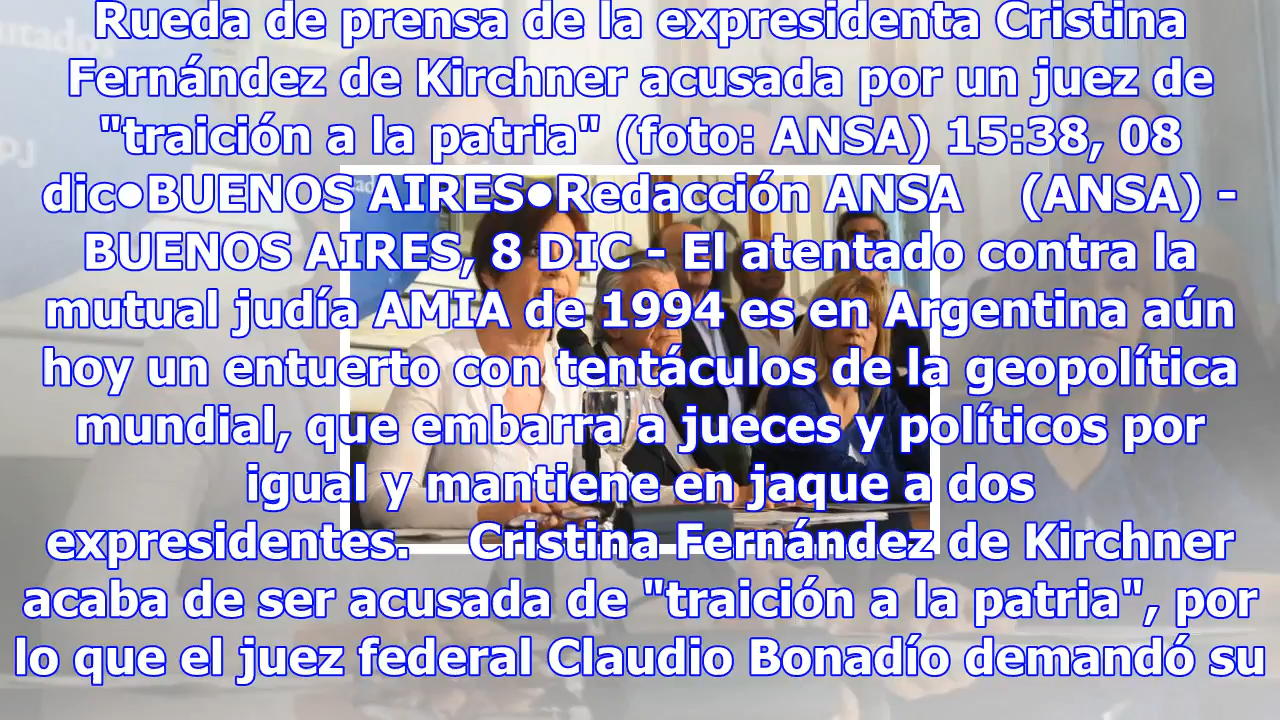 Rueda de prensa de la expresidenta Cristina
Fernández de Kirchner acusada por un juez de
"traición a la patria" (foto: ANSA) 15:38, 08
dic•BUENOS AIRES•Redacción ANSA    (ANSA) -
BUENOS AIRES, 8 DIC - El atentado contra la
mutual judía AMIA de 1994 es en Argentina aún
hoy un entuerto con tentáculos de la geopolítica
mundial, que embarra a jueces y políticos por
igual y mantiene en jaque a dos
expresidentes.    Cristina Fernández de Kirchner
acaba de ser acusada de "traición a la patria", por
lo que el juez federal Claudio Bonadío demandó su